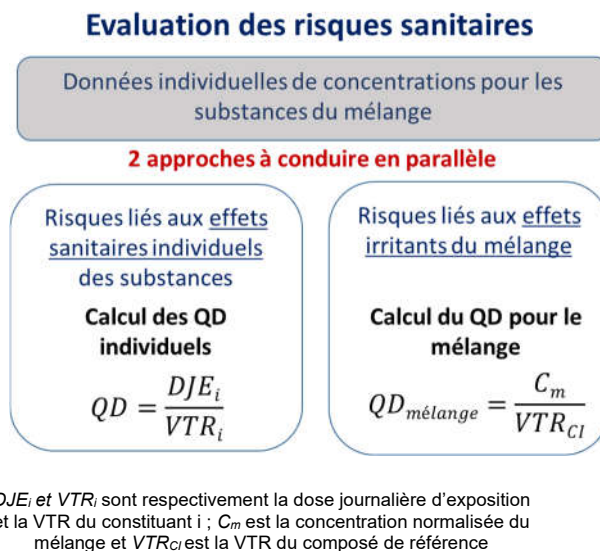 Evaluation des risques sanitaires
Données individuelles de concentrations pour les
substances du mélange
2 approches à conduire en parallèle
Risques liés aux effets
sanitaires individuels
des substances
Calcul des QD
individuels
QD = DJE_i / VTR_i
Risques liés aux effets
irritants du mélange
Calcul du QD pour le
mélange
QD_mélange = C_m / VTR_CI
DJE_i et VTR_i sont respectivement la dose journalière d'exposition
et la VTR du constituant i ; C_m est la concentration normalisée du
mélange et VTR_CI est la VTR du composé de référence